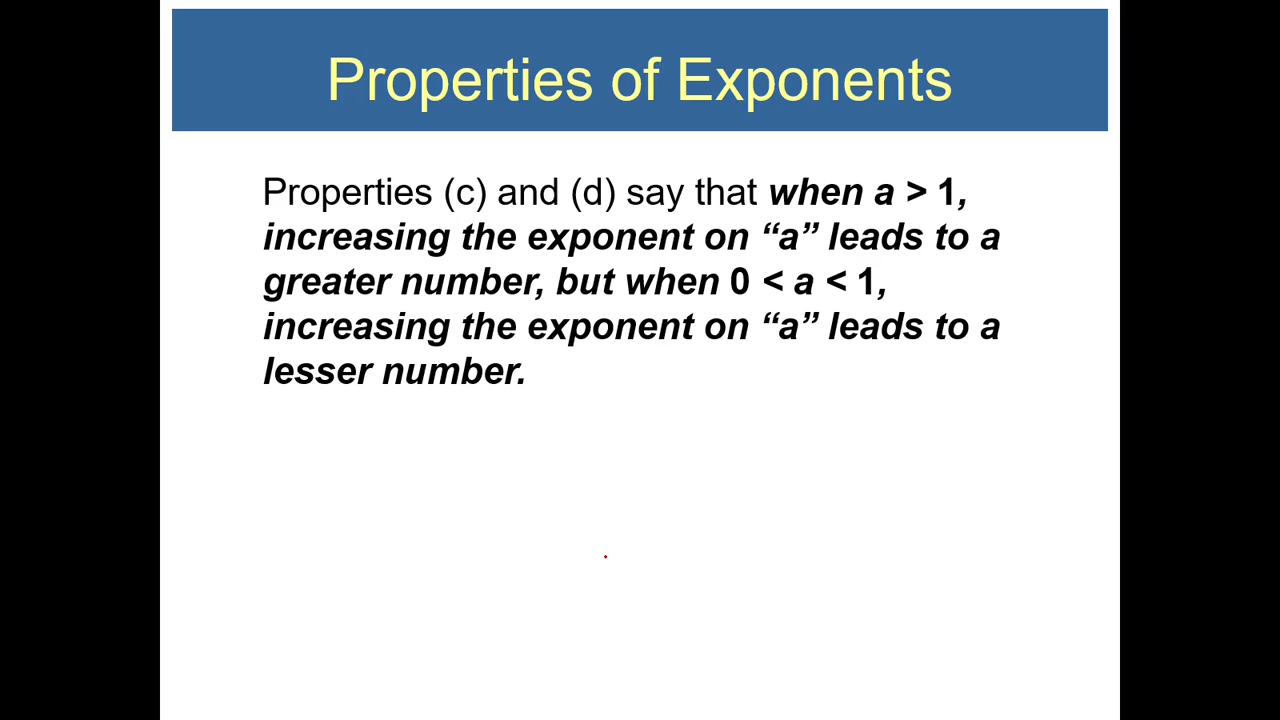 Properties of Exponents
Properties (c) and (d) say that when a > 1,
increasing the exponent on “a” leads to a
greater number, but when 0 < a < 1,
increasing the exponent on “a” leads to a
lesser number.